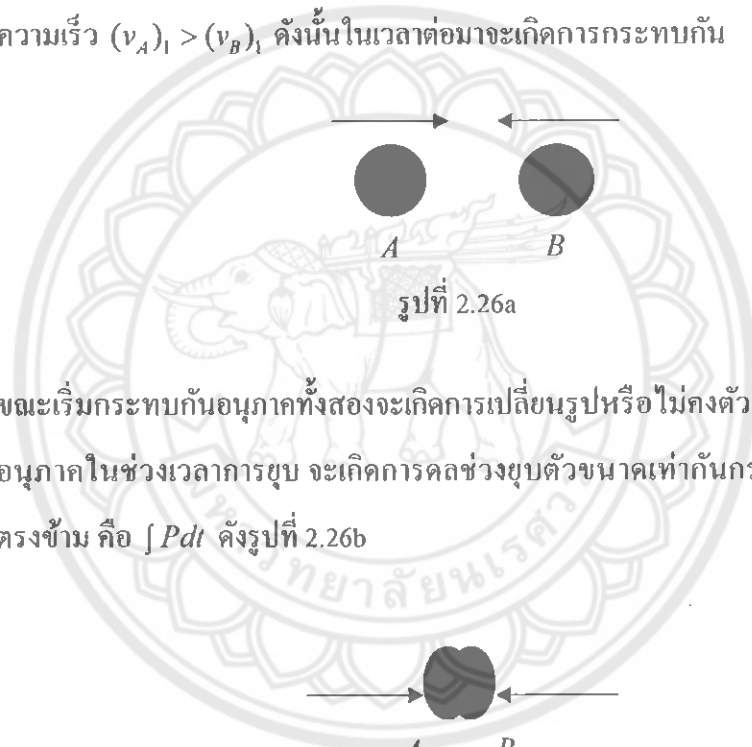 ความเร็ว (v_A)_1 > (v_B)_1 ดังนั้นในเวลาต่อมาจะเกิดการกระทบกัน
A B
รูปที่ 2.26a
ขณะเริ่มกระทบกันอนุภาคทั้งสองจะเกิดการเปลี่ยนรูปหรือไม่คงตัว
อนุภาคในช่วงเวลาการยุบ จะเกิดการดลช่วงยุบตัวขนาดเท่ากันกร
ตรงข้าม คือ ∫ Pdt ดังรูปที่ 2.26b
A B